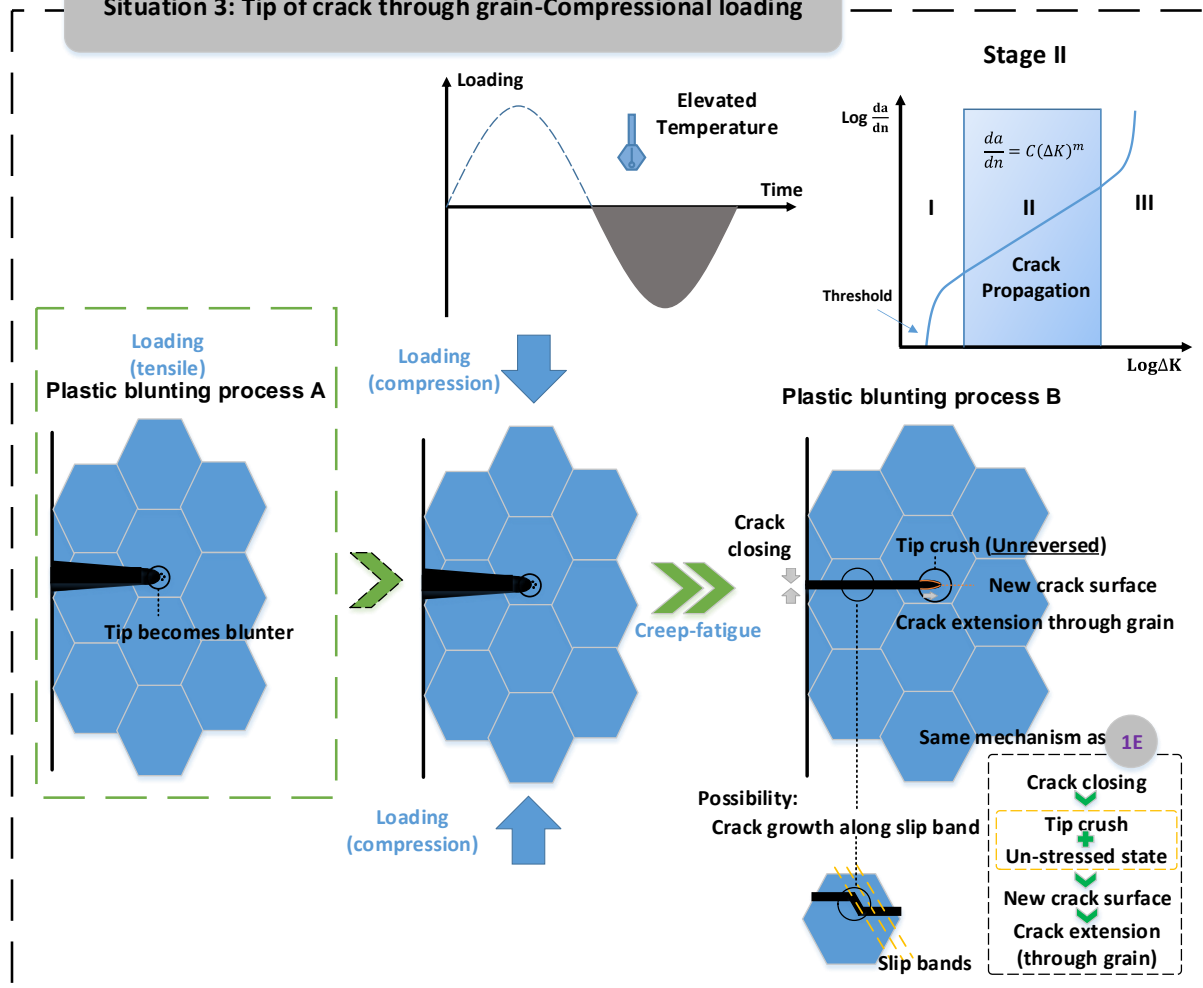 Situation 3: Tip of crack through grain-Compressional loading
Loading
Elevated
Temperature
Time
Stage II
Log da/dn
da/dn = C(ΔK)^m
I
II
III
Crack
Propagation
Threshold
LogΔK
Loading
(tensile)
Plastic blunting process A
Tip becomes blunter
Loading
(compression)
Loading
(compression)
Creep-fatigue
Plastic blunting process B
Crack
closing
Tip crush (Unreversed)
New crack surface
Crack extension through grain
Same mechanism as 1E
Possibility:
Crack growth along slip band
Slip bands
Crack closing
Tip crush
Un-stressed state
New crack surface
Crack extension
(through grain)